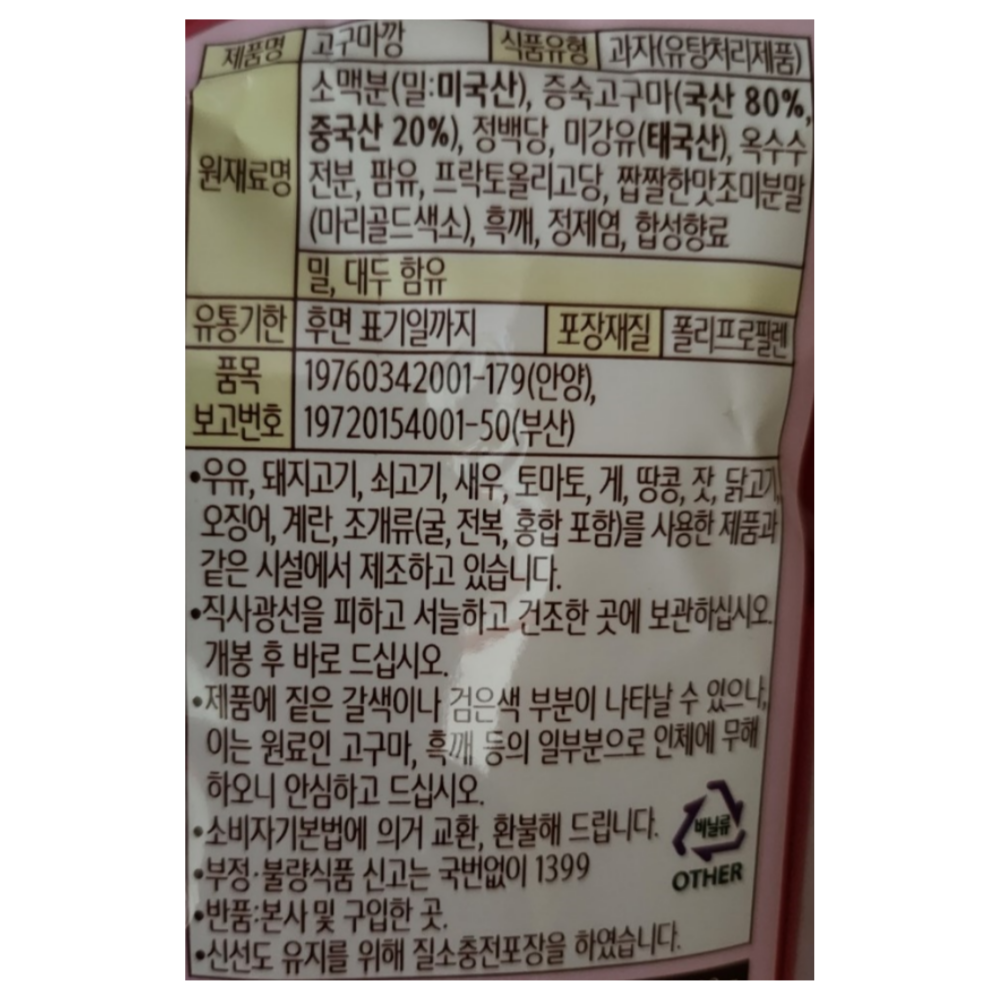 제품명 고구마깡 식품유형 과자(유탕처리제품)
원재료명 소맥분(밀:미국산), 증숙고구마(국산 80%,
중국산 20%), 정백당, 미강유(태국산), 옥수수
전분, 팜유, 프락토올리고당, 짭짤한맛조미분말
(마리골드색소), 흑깨, 정제염, 합성향료
밀, 대두 함유
유통기한 후면 표기일까지 포장재질 폴리프로필렌
품목
보고번호
19760342001-179(안양),
19720154001-50(부산)
•우유, 돼지고기, 쇠고기, 새우, 토마토, 게, 땅콩, 잣, 닭고기,
오징어, 계란, 조개류(굴, 전복, 홍합 포함)를 사용한 제품과
같은 시설에서 제조하고 있습니다.
•직사광선을 피하고 서늘하고 건조한 곳에 보관하십시오.
개봉 후 바로 드십시오.
•제품에 짙은 갈색이나 검은색 부분이 나타날 수 있으나,
이는 원료인 고구마, 흑깨 등의 일부분으로 인체에 무해
하오니 안심하고 드십시오.
•소비자기본법에 의거 교환, 환불해 드립니다.
•부정·불량식품 신고는 국번없이 1399
•반품:본사 및 구입한 곳.
•신선도 유지를 위해 질소충전포장을 하였습니다.
비닐류
OTHER